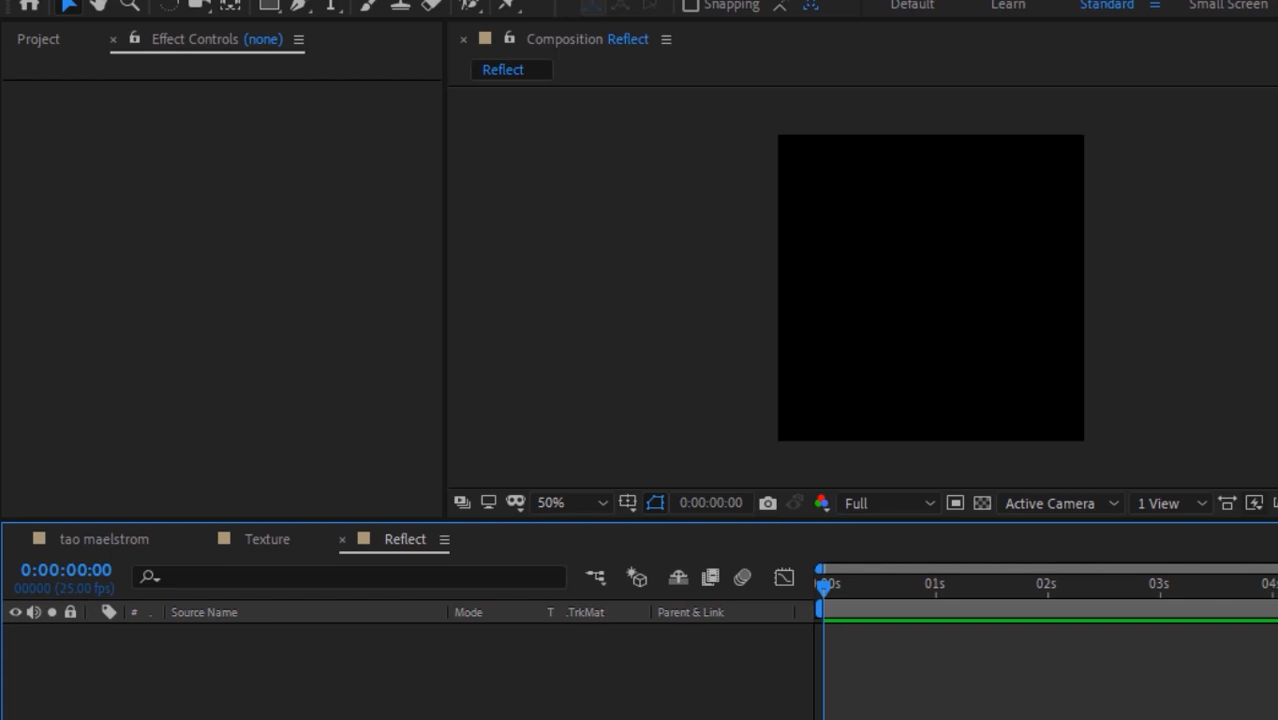 Snapping Default Learn Standard Small Screen
Project × Effect Controls (none) × Composition Reflect
Reflect
50% 0:00:00:00 Full Active Camera 1 View
tao maelstrom Texture × Reflect
0:00:00:00
00000 (25.00 fps)
:00s 01s 02s 03s 04s
# . Source Name Mode T .TrkMat Parent & Link